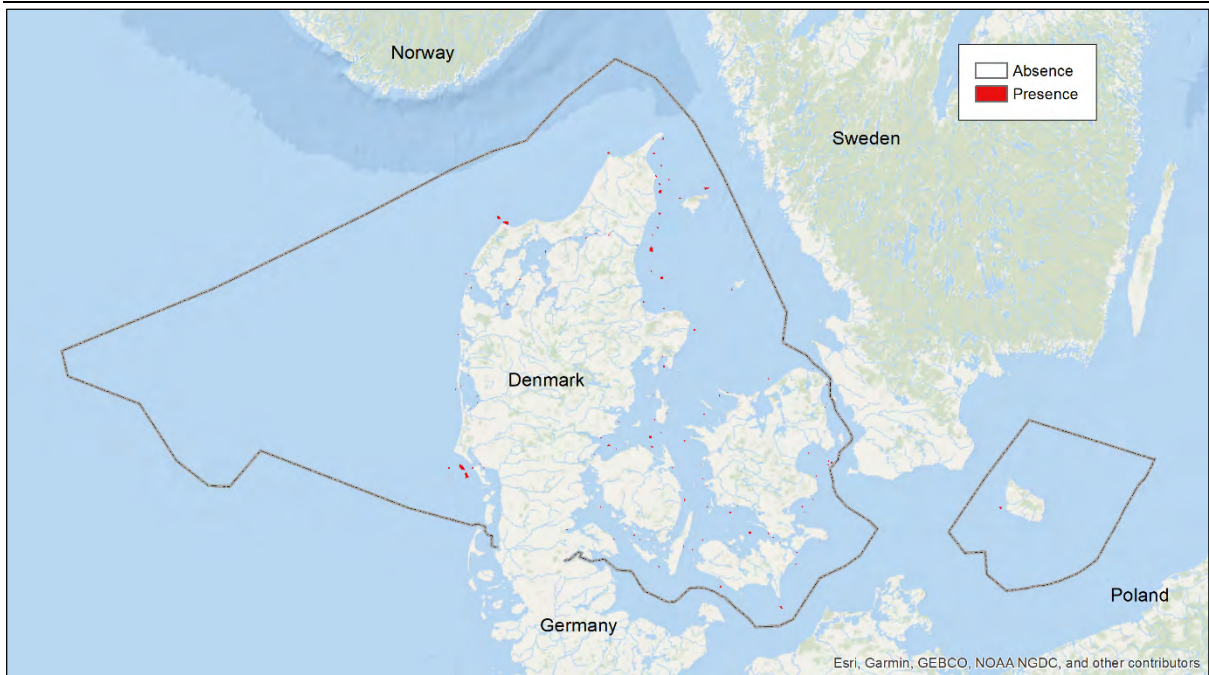 Norway
Absence
Presence
Sweden
Denmark
Poland
Germany
Esri, Garmin, GEBCO, NOAA NGDC, and other contributors